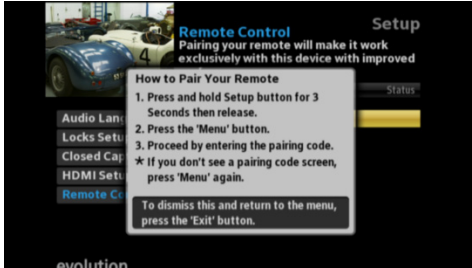 Setup
Remote Control
Pairing your remote will make it work
exclusively with this device with improved
Status
How to Pair Your Remote
1. Press and hold Setup button for 3
Seconds then release.
2. Press the 'Menu' button.
3. Proceed by entering the pairing code.
* If you don't see a pairing code screen,
press 'Menu' again.
To dismiss this and return to the menu,
press the 'Exit' button.
Audio Lang
Locks Setu
Closed Cap
HDMI Setu
Remote Co
evolution